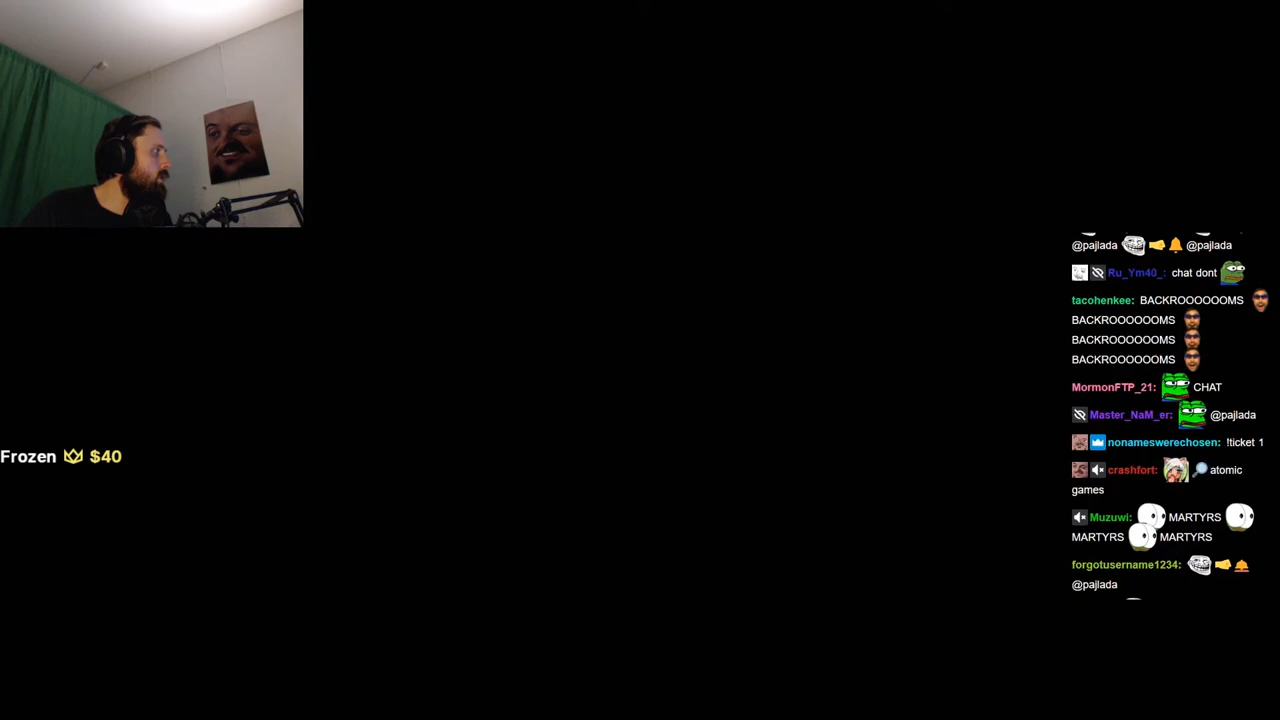 @pajlada @pajlada
Ru_Ym40_: chat dont
tacohenkee: BACKROOOOOOMS
BACKROOOOOOMS
BACKROOOOOOMS
BACKROOOOOOMS
MormonFTP_21: CHAT
Master_NaM_er: @pajlada
nonameswerechosen: !ticket 1
Frozen $40
crashfort: atomic
games
Muzuwi: MARTYRS
MARTYRS MARTYRS
forgotusername1234:
@pajlada